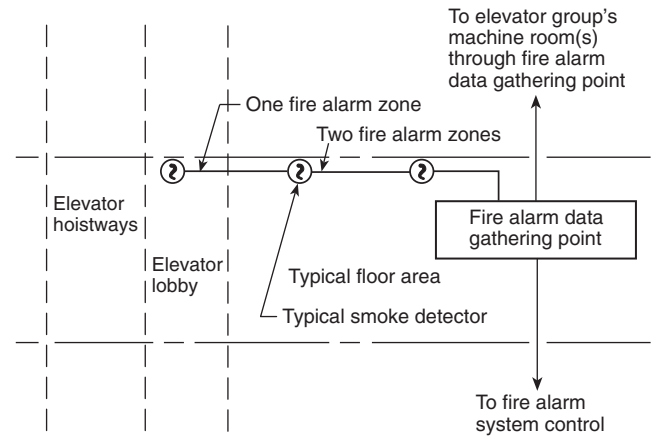 To elevator group's
machine room(s)
through fire alarm
data gathering point
One fire alarm zone
Two fire alarm zones
Elevator
hoistways
Fire alarm data
gathering point
Elevator
lobby
Typical floor area
Typical smoke detector
To fire alarm
system control